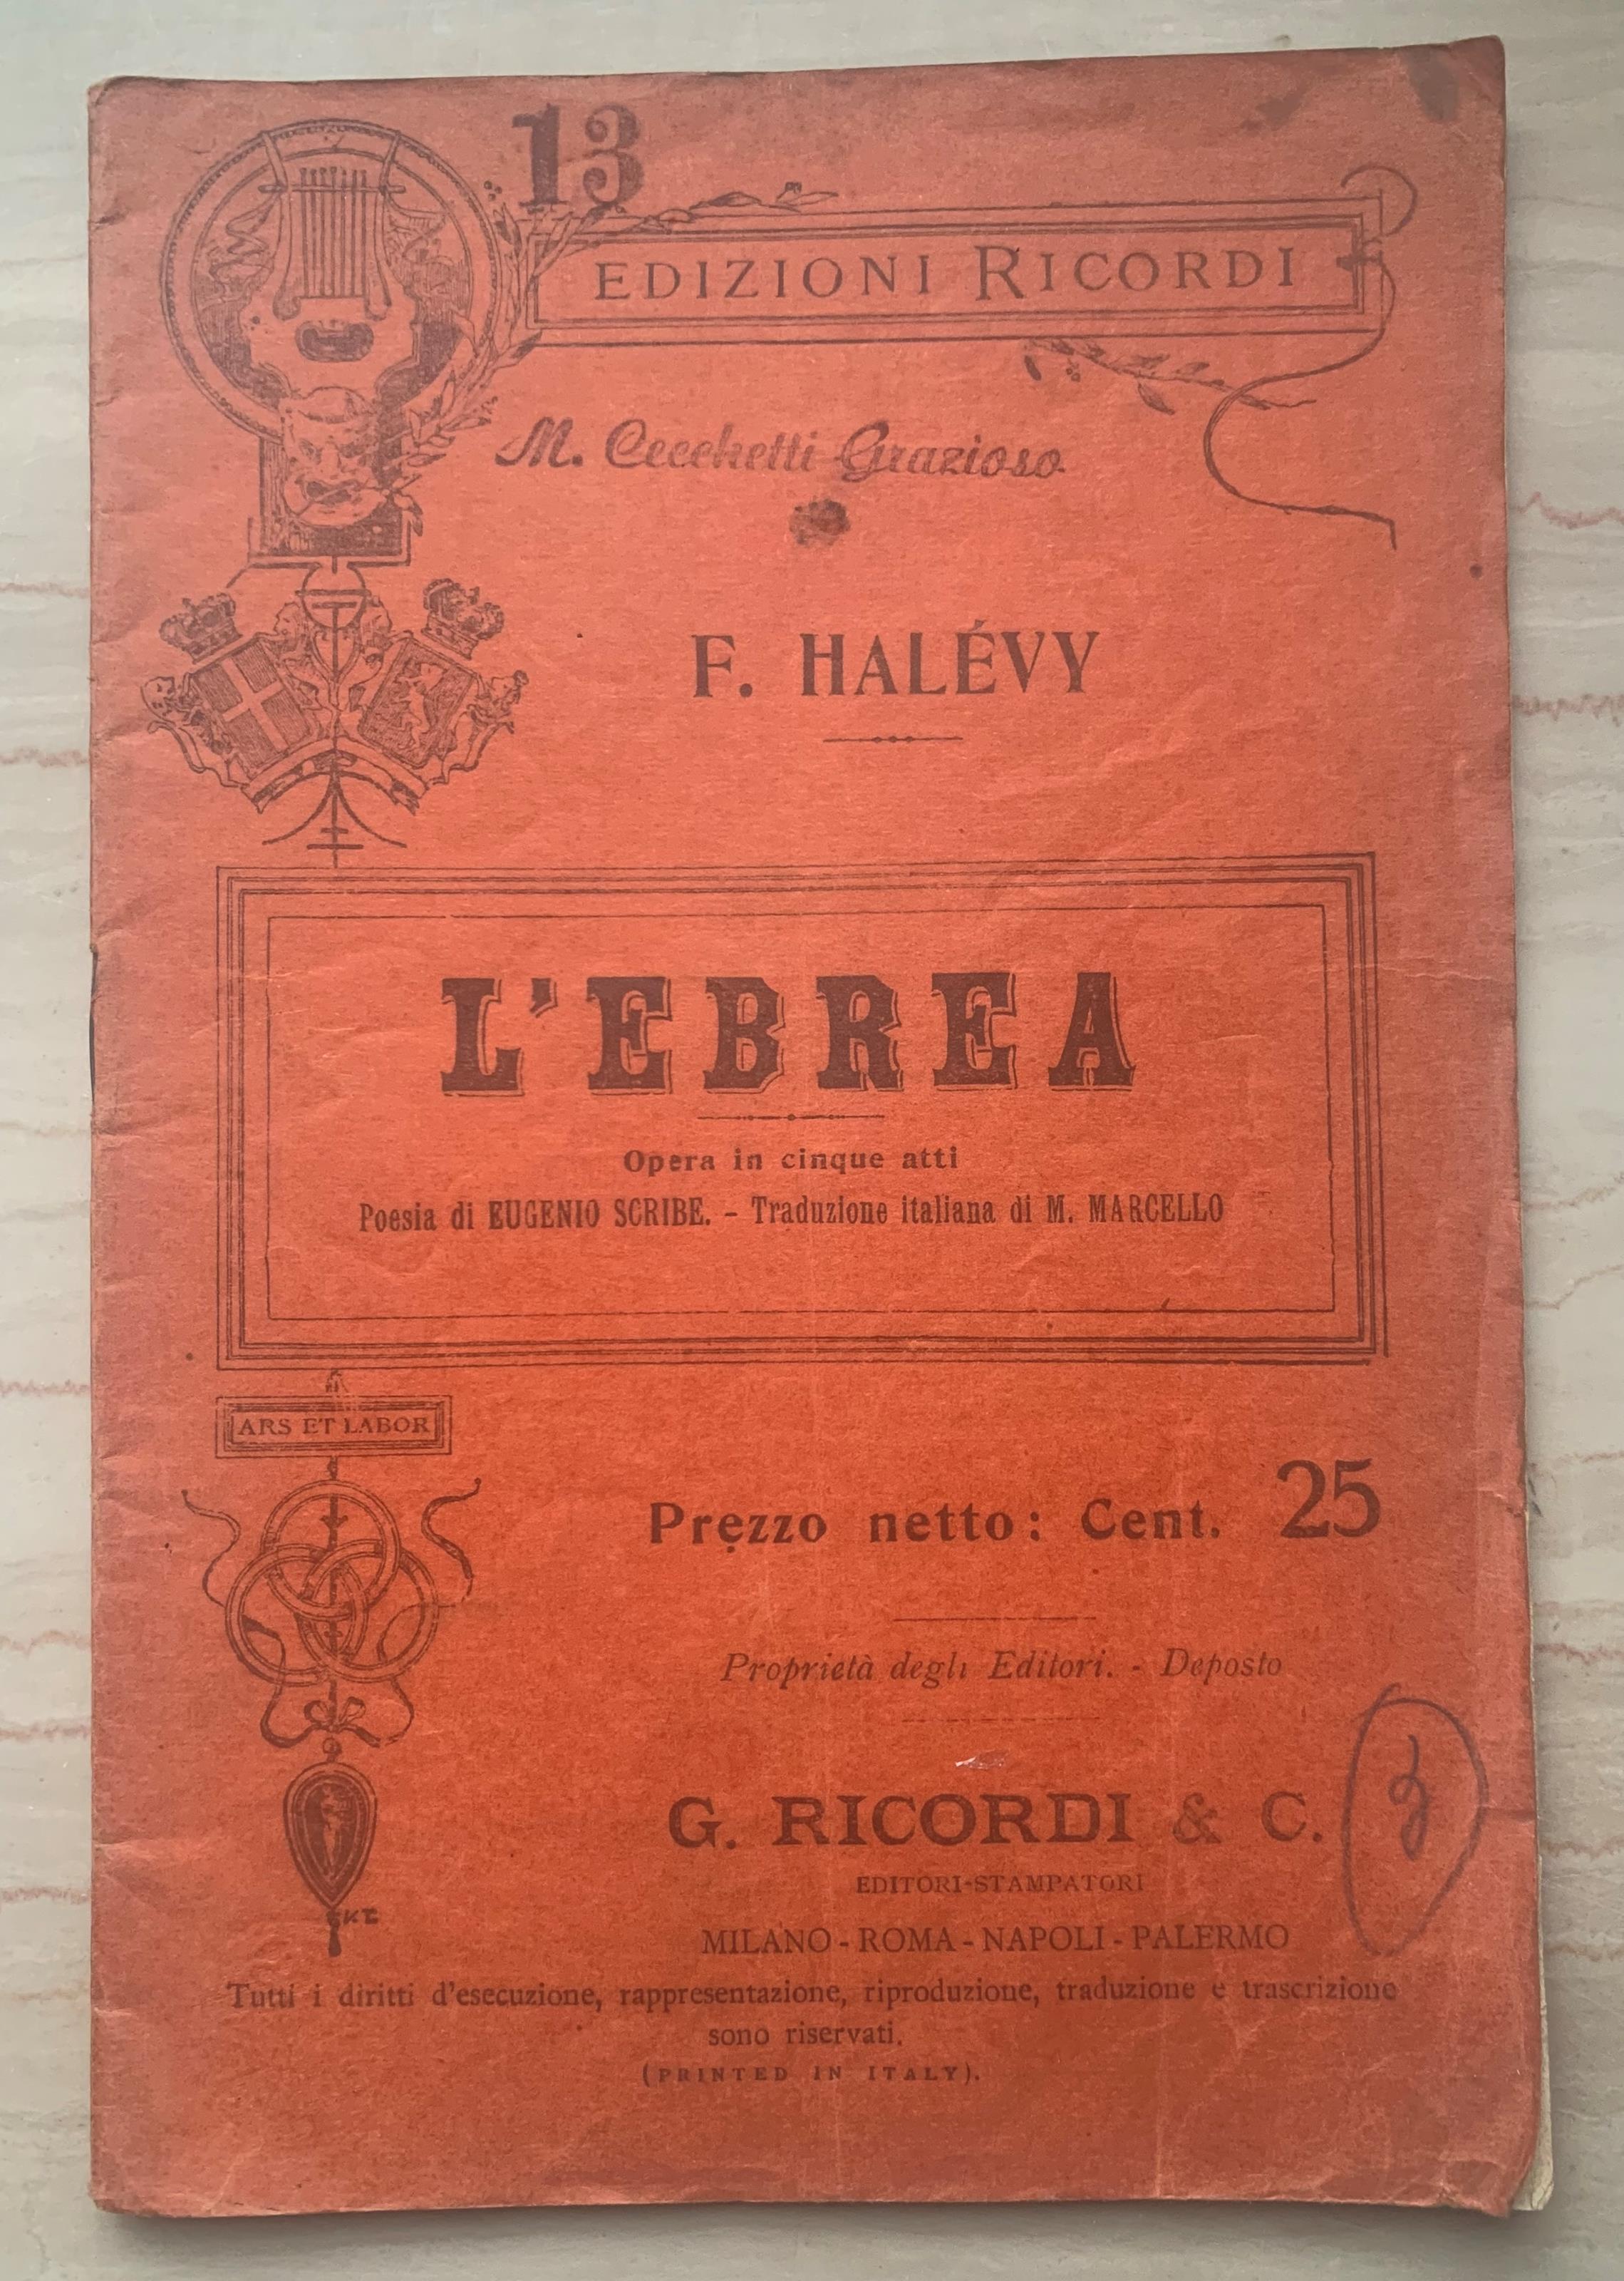 13
EDIZIONI RICORDI
M. Cecchetti Grazioso
F. HALÉVY
L'EBREA
Opera in cinque atti
Poesia di EUGENIO SCRIBE. - Traduzione italiana di M. MARCELLO
ARS ET LABOR
Prezzo netto: Cent. 25
Proprietà degli Editori. - Deposto
G. RICORDI & C.
EDITORI-STAMPATORI
MILANO - ROMA - NAPOLI - PALERMO
Tutti i diritti d'esecuzione, rappresentazione, riproduzione, traduzione e trascrizione
sono riservati.
(PRINTED IN ITALY).